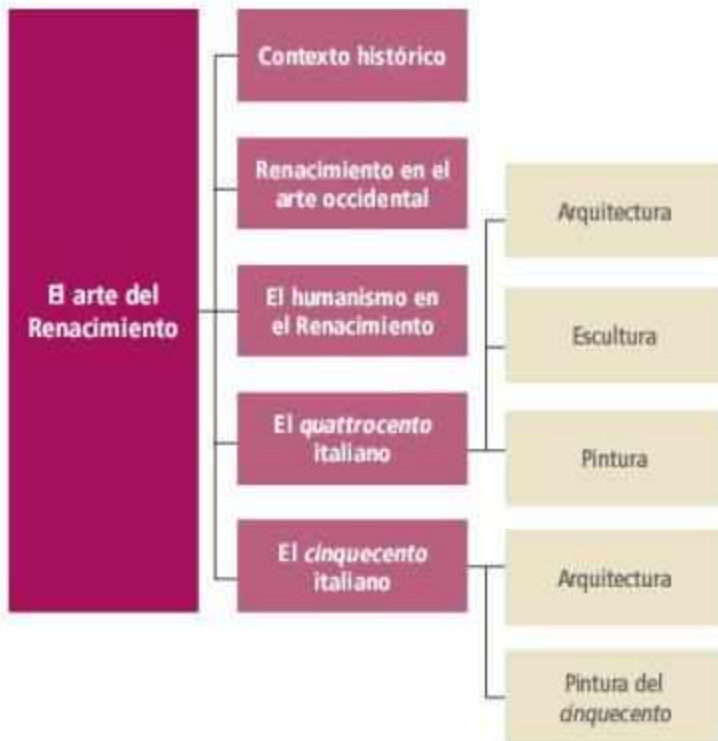 El arte del
Renacimiento
Contexto histórico
Renacimiento en el
arte occidental
El humanismo en
el Renacimiento
El quattrocento
italiano
Arquitectura
Escultura
Pintura
El cinquecento
italiano
Arquitectura
Pintura del
cinquecento